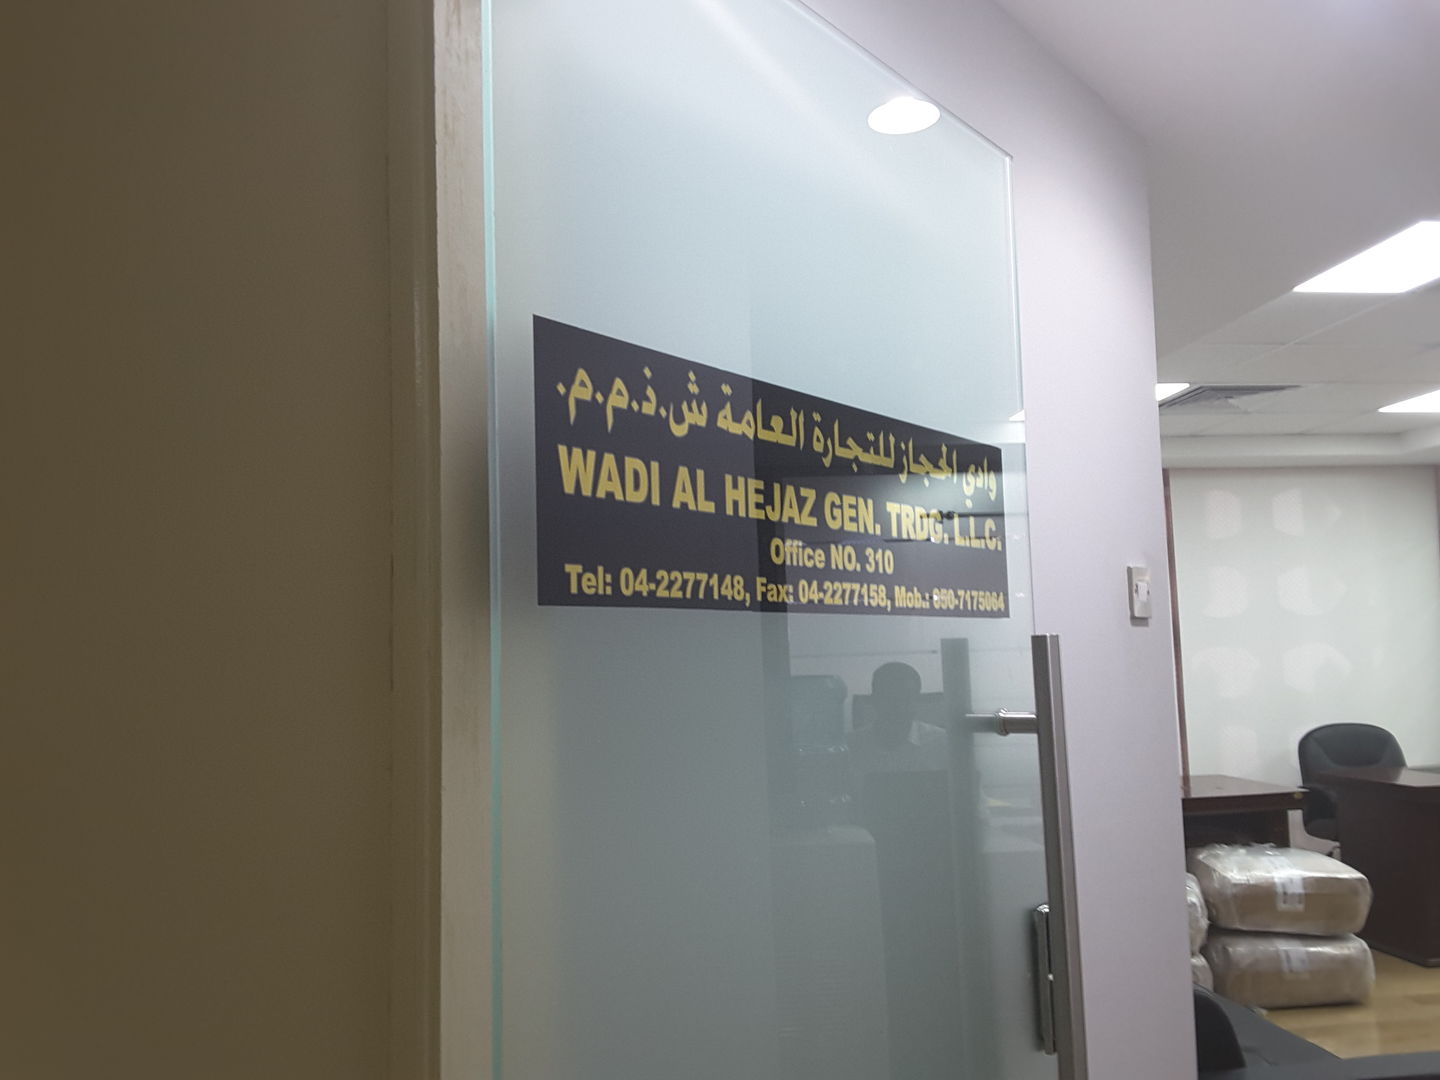 وادي الحجاز للتجارة العامة ش.ذ.م.م.
WADI AL HEJAZ GEN. TRDG. L.L.C.
Office NO. 310
Tel: 04-2277148, Fax: 04-2277158, Mob.: 050-7175064